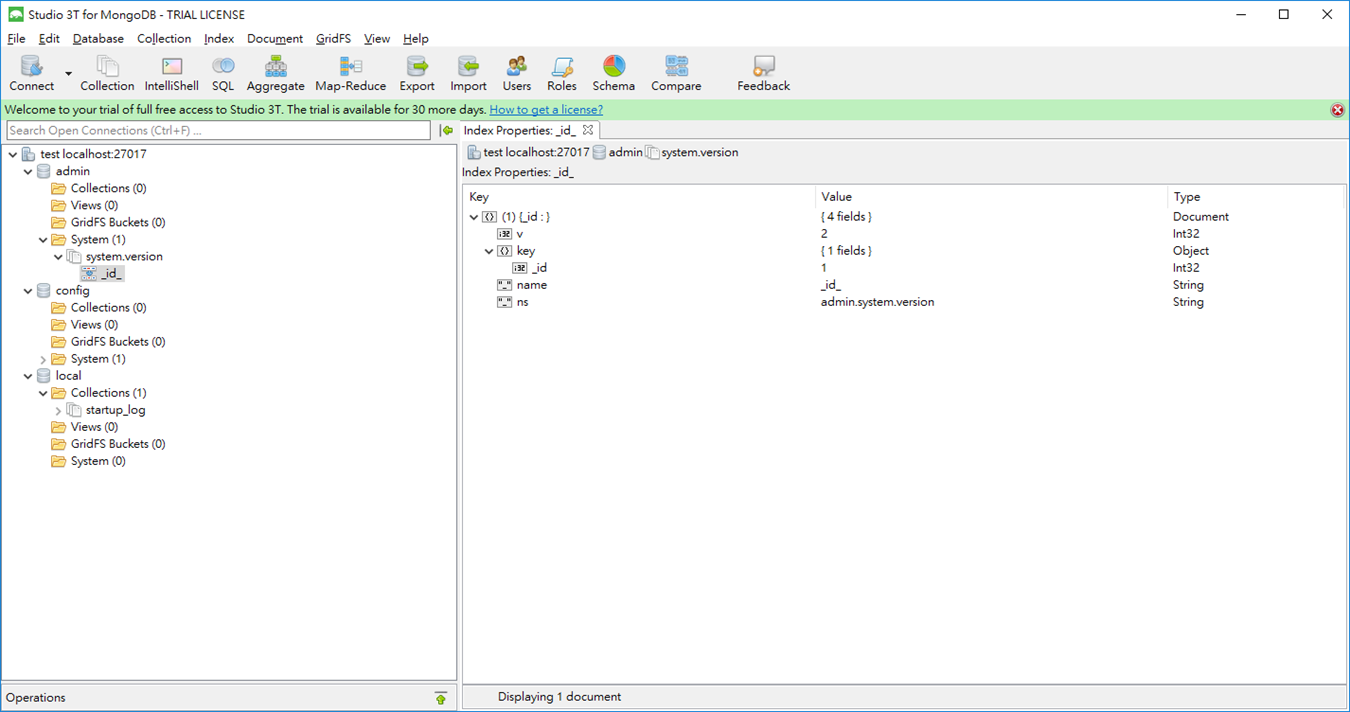 Studio 3T for MongoDB - TRIAL LICENSE
File Edit Database Collection Index Document GridFS View Help
Connect Collection IntelliShell SQL Aggregate Map-Reduce Export Import Users Roles Schema Compare Feedback
Welcome to your trial of full free access to Studio 3T. The trial is available for 30 more days. How to get a license?
Search Open Connections (Ctrl+F) ...
test localhost:27017
admin
Collections (0)
Views (0)
GridFS Buckets (0)
System (1)
system.version
_id_
config
Collections (0)
Views (0)
GridFS Buckets (0)
System (1)
local
Collections (1)
startup_log
Views (0)
GridFS Buckets (0)
System (0)
Operations
Index Properties: _id_
test localhost:27017 admin system.version
Index Properties: _id_
Key Value Type
(1) {_id : } { 4 fields } Document
v 2 Int32
key { 1 fields } Object
_id 1 Int32
name _id_ String
ns admin.system.version String
Displaying 1 document